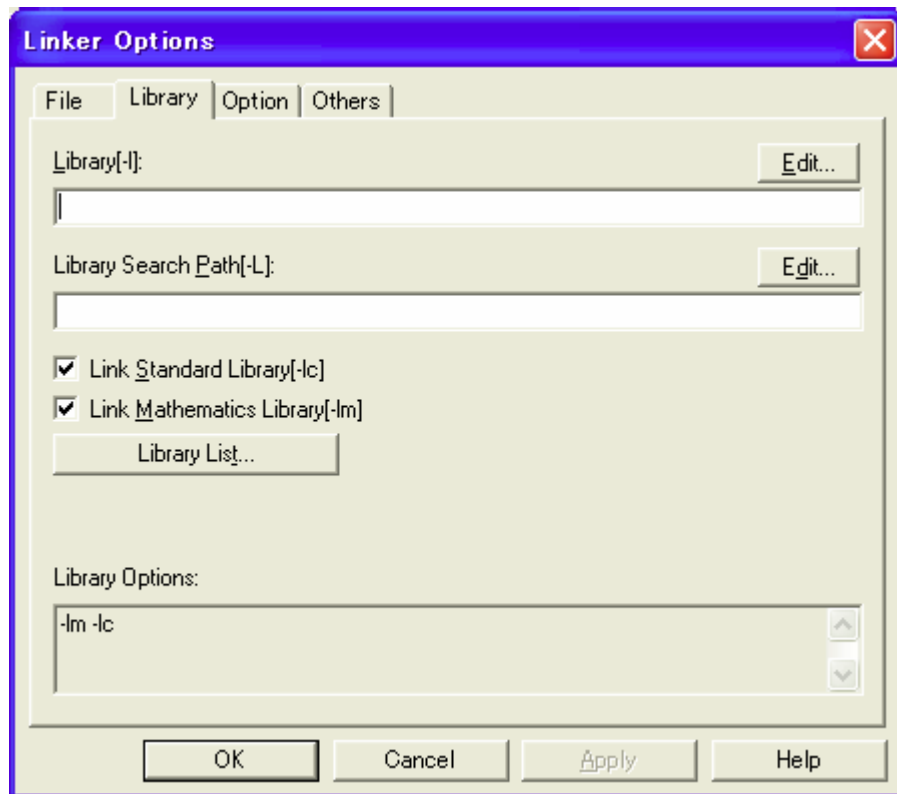 Linker Options
File Library Option Others
Library[-l]: Edit...
Library Search Path[-L]: Edit...
Link Standard Library[-lc]
Link Mathematics Library[-lm]
Library List...
Library Options:
-lm -lc
OK Cancel Apply Help